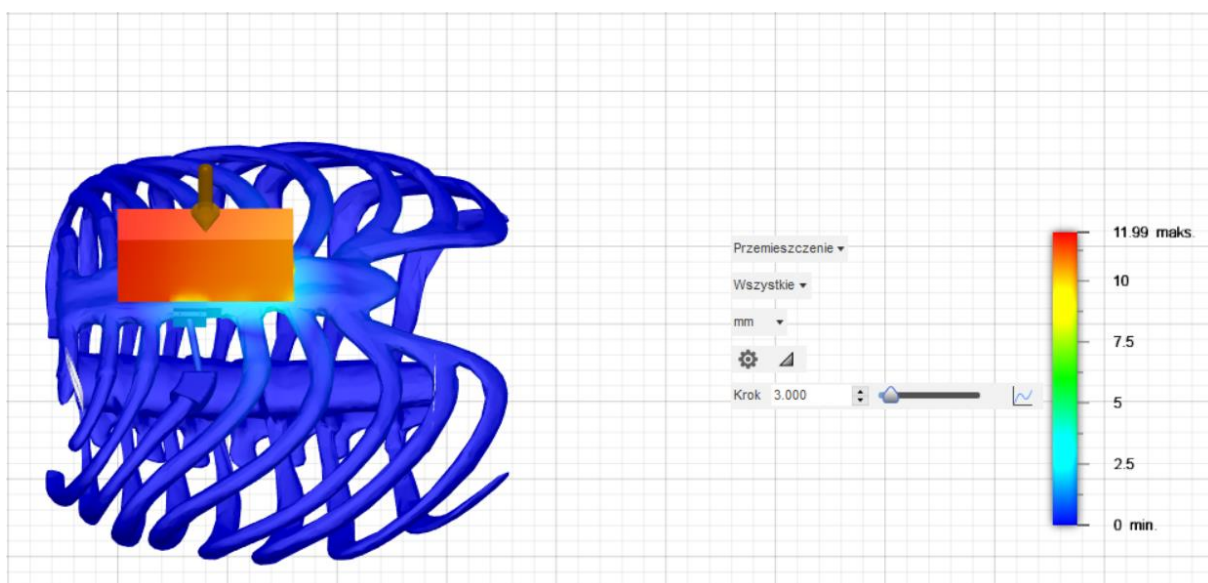 Przemieszczenie
Wszystkie
mm
Krok 3.000
11.99 maks.
10
7.5
5
2.5
0 min.